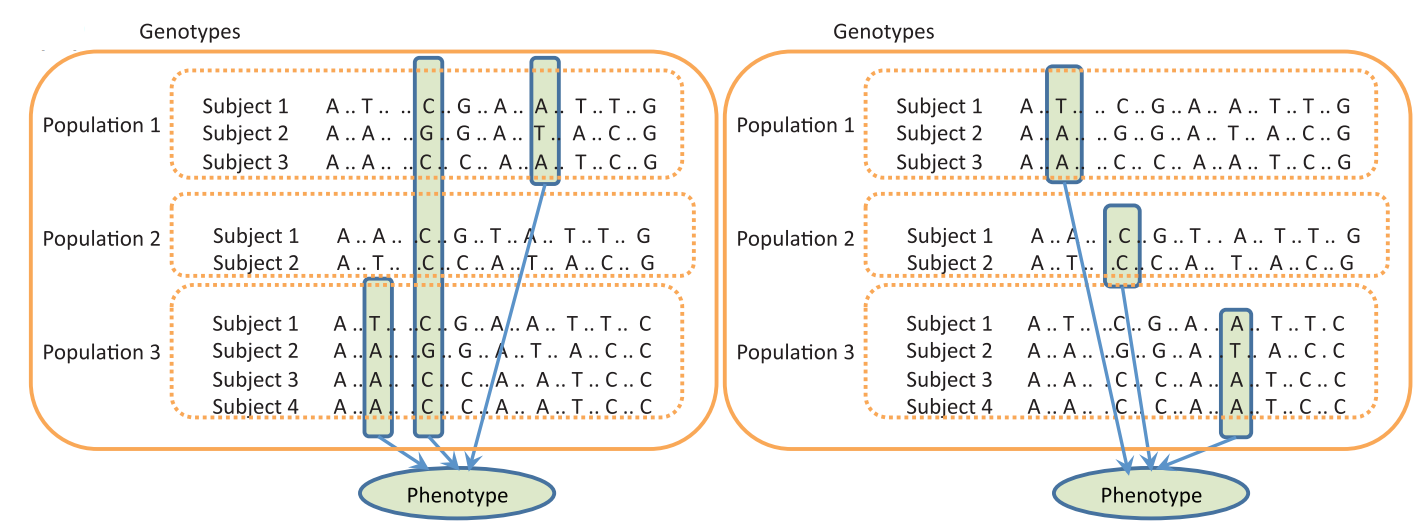 Genotypes
Population 1
Subject 1 A .. T .. .. C .. G .. A .. A .. T .. T .. G
Subject 2 A .. A .. .. G .. G .. A .. T .. A .. C .. G
Subject 3 A .. A .. .. C .. C .. A .. A .. T .. C .. G
Population 2
Subject 1 A .. A .. .. C .. G .. T .. A .. T .. T .. G
Subject 2 A .. T .. .. C .. C .. A .. T .. A .. C .. G
Population 3
Subject 1 A .. T .. .. C .. G .. A .. A .. T .. T .. C
Subject 2 A .. A .. .. G .. G .. A .. T .. A .. C .. C
Subject 3 A .. A .. .. C .. C .. A .. A .. T .. C .. C
Subject 4 A .. A .. .. C .. C .. A .. A .. T .. C .. C
Phenotype
Genotypes
Population 1
Subject 1 A .. T .. .. C .. G .. A .. A .. T .. T .. G
Subject 2 A .. A .. .. G .. G .. A .. T .. A .. C .. G
Subject 3 A .. A .. .. C .. C .. A .. A .. T .. C .. G
Population 2
Subject 1 A .. A .. .. C .. G .. T .. A .. T .. T .. G
Subject 2 A .. T .. .. C .. C .. A .. T .. A .. C .. G
Population 3
Subject 1 A .. T .. .. C .. G .. A .. A .. T .. T . C
Subject 2 A .. A .. .. G .. G .. A .. T .. A .. C . C
Subject 3 A .. A .. .. C .. C .. A .. A .. T .. C .. C
Subject 4 A .. A .. .. C .. C .. A .. A .. T .. C .. C
Phenotype